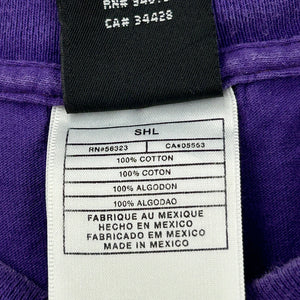 CA# 34428
SHL
RN#56323 CA#05553
100% COTTON
100% COTON
100% ALGODON
100% ALGODAO
FABRIQUE AU MEXIQUE
HECHO EN MEXICO
FABRICADO EM MEXICO
MADE IN MEXICO